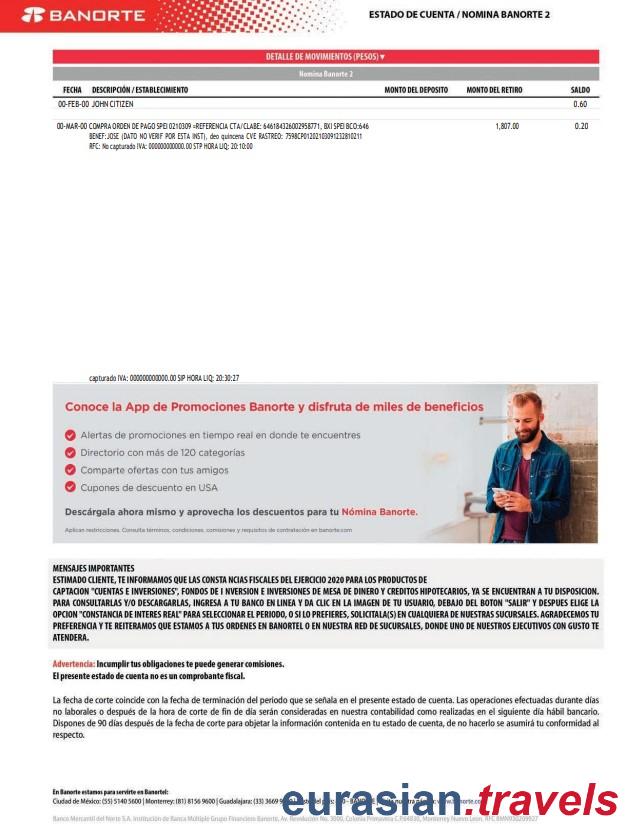 BANORTE
ESTADO DE CUENTA / NOMINA BANORTE 2
DETALLE DE MOVIMIENTOS (PESOS)▼
Nomina Banorte 2
FECHA DESCRIPCIÓN / ESTABLECIMIENTO MONTO DEL DEPOSITO MONTO DEL RETIRO SALDO
00-FEB-00 JOHN CITIZEN 0.60
00-MAR-00 COMPRA ORDEN DE PAGO SPEI 0210309 =REFERENCIA CTA/CLABE: 646184326002958771, BXI SPEI BCO:646 1,807.00 0.20
BENEF:JOSE (DATO NO VERIF POR ESTA INST), deo quincena CVE RASTREO: 7598CP01202103091232810211
RFC: No capturado IVA: 000000000000.00 STP HORA LIQ: 20:10:00
capturado IVA: 000000000000.00 SIP HORA LIQ: 20:30:27
Conoce la App de Promociones Banorte y disfruta de miles de beneficios
Alertas de promociones en tiempo real en donde te encuentres
Directorio con más de 120 categorías
Comparte ofertas con tus amigos
Cupones de descuento en USA
Descárgala ahora mismo y aprovecha los descuentos para tu Nómina Banorte.
Aplican restricciones. Consulta términos, condiciones, comisiones y requisitos de contratación en banorte.com
MENSAJES IMPORTANTES
ESTIMADO CLIENTE, TE INFORMAMOS QUE LAS CONSTA NCIAS FISCALES DEL EJERCICIO 2020 PARA LOS PRODUCTOS DE
CAPTACION "CUENTAS E INVERSIONES", FONDOS DE I NVERSION E INVERSIONES DE MESA DE DINERO Y CREDITOS HIPOTECARIOS, YA SE ENCUENTRAN A TU DISPOSICION.
PARA CONSULTARLAS Y/O DESCARGARLAS, INGRESA A TU BANCO EN LINEA Y DA CLIC EN LA IMAGEN DE TU USUARIO, DEBAJO DEL BOTON "SALIR" Y DESPUES ELIGE LA
OPCION "CONSTANCIA DE INTERES REAL" PARA SELECCIONAR EL PERIODO, O SI LO PREFIERES, SOLICITALA(S) EN CUALQUIERA DE NUESTRAS SUCURSALES. AGRADECEMOS TU
PREFERENCIA Y TE REITERAMOS QUE ESTAMOS A TUS ORDENES EN BANORTEL O EN NUESTRA RED DE SUCURSALES, DONDE UNO DE NUESTROS EJECUTIVOS CON GUSTO TE
ATENDERA.
Advertencia: Incumplir tus obligaciones te puede generar comisiones.
El presente estado de cuenta no es un comprobante fiscal.
La fecha de corte coincide con la fecha de terminación del periodo que se señala en el presente estado de cuenta. Las operaciones efectuadas durante días
no laborales o después de la hora de corte de fin de día serán consideradas en nuestra contabilidad como realizadas en el siguiente día hábil bancario.
Dispones de 90 días después de la fecha de corte para objetar la información contenida en tu estado de cuenta, de no hacerlo se asumirá tu conformidad al
respecto.
En Banorte estamos para servirte en Banortel:
Ciudad de México: (55) 5140 5600 | Monterrey: (81) 8156 9600 | Guadalajara: (33) 3669
eurasian.travels
Banco Mercantil del Norte S.A. Institución de Banca Múltiple Grupo Financiero Banorte, Av. Revolución No. 3000, Colonia Primavera C.P.64830, Monterrey Nuevo León. RFC BMN930209927